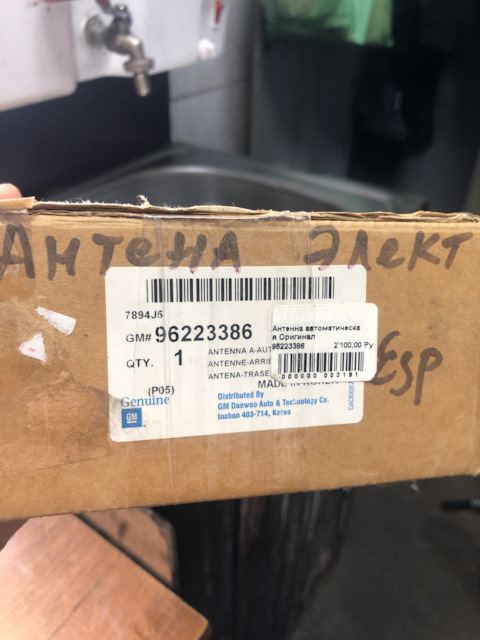 Антена элект
Esp
7894J5
GM# 96223386
QTY. 1
ANTENNA A-AUT
ANTENNE-ARRIE
ANTENA-TRASE
(P05)
MADE IN KOREA
Genuine
GM
Distributed By
GM Daewoo Auto & Technology Co.
Inchon 403-714, Korea
Антенна автоматическа
я Оригинал
96223386 2'100,00 Ру
000000 003191